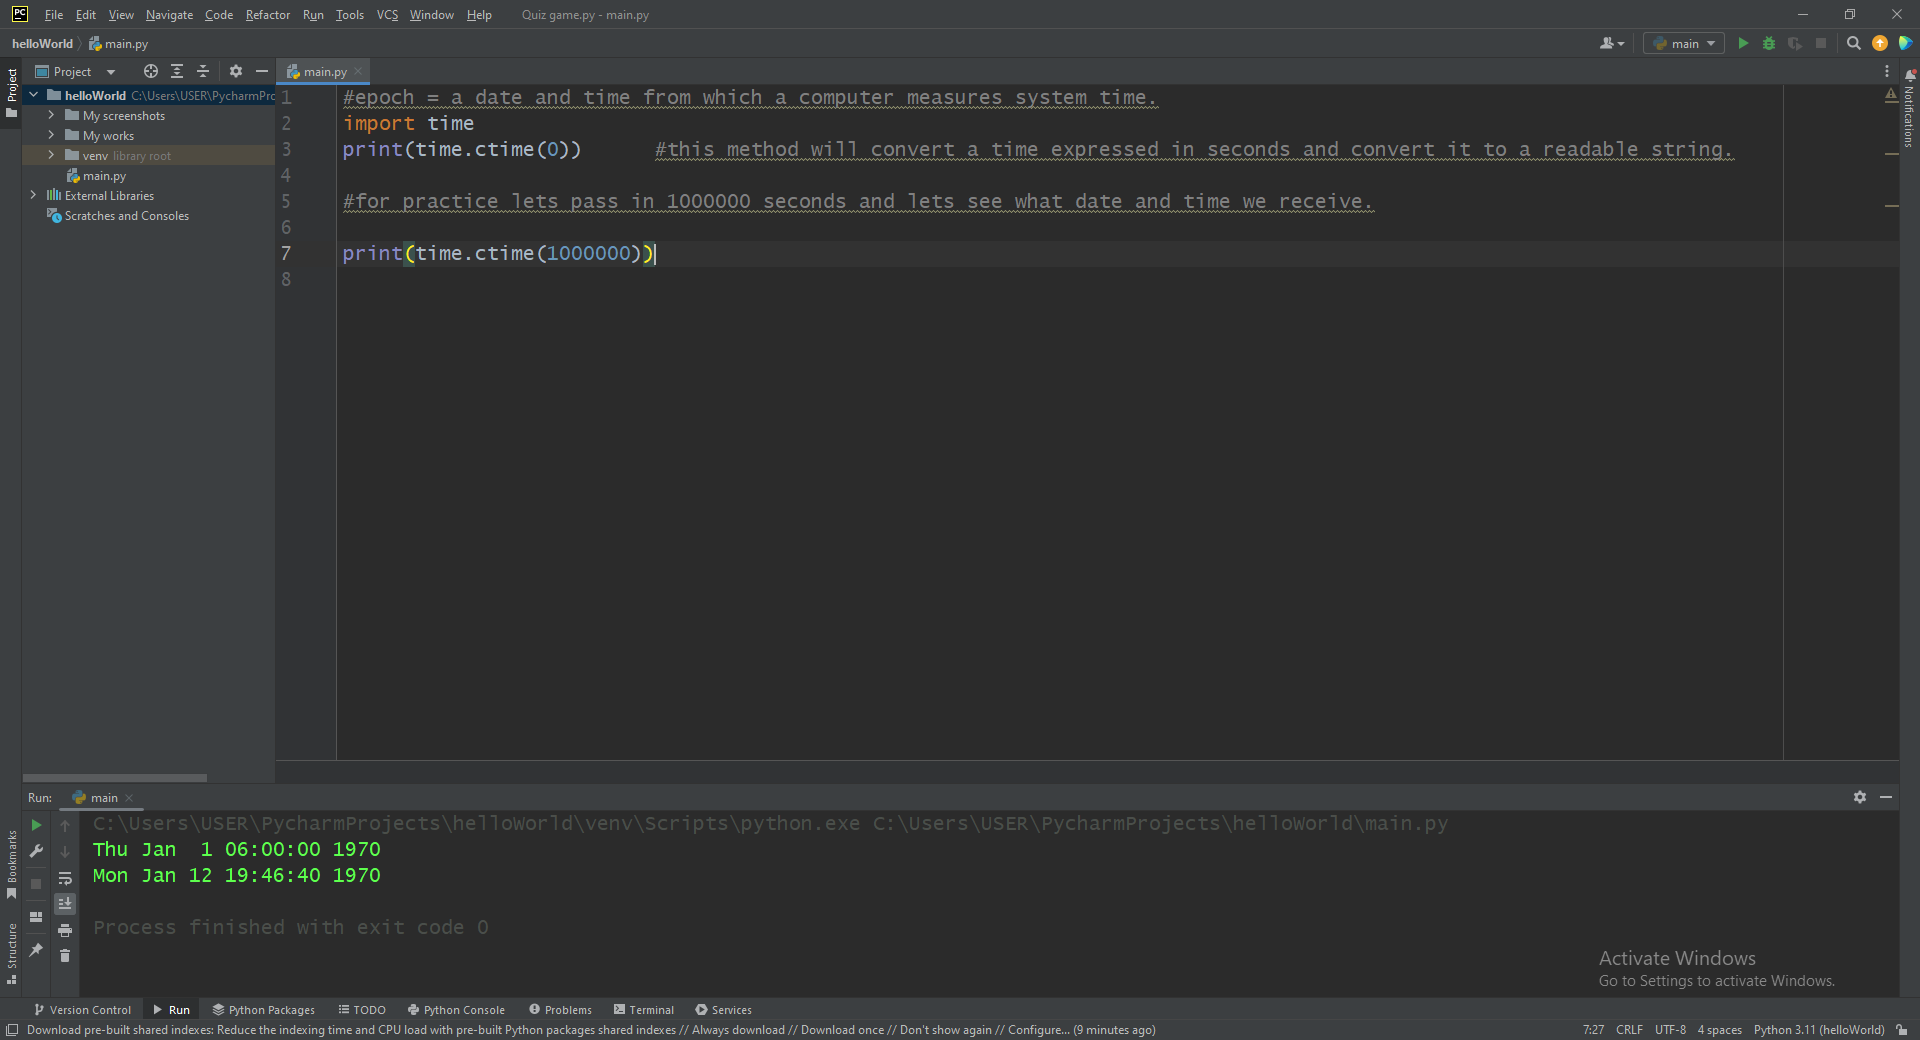 PC File Edit View Navigate Code Refactor Run Tools VCS Window Help Quiz game.py - main.py
helloWorld main.py main
Project main.py
Project
helloWorld C:\Users\USER\PycharmPrc
My screenshots
My works
venv library root
main.py
External Libraries
Scratches and Consoles
1 #epoch = a date and time from which a computer measures system time.
2 import time
3 print(time.ctime(0)) #this method will convert a time expressed in seconds and convert it to a readable string.
4
5 #for practice lets pass in 1000000 seconds and lets see what date and time we receive.
6
7 print(time.ctime(1000000))
8
Notifications
Run: main
C:\Users\USER\PycharmProjects\helloWorld\venv\Scripts\python.exe C:\Users\USER\PycharmProjects\helloWorld\main.py
Thu Jan  1 06:00:00 1970
Mon Jan 12 19:46:40 1970
Process finished with exit code 0
Bookmarks
Structure
Activate Windows
Go to Settings to activate Windows.
Version Control Run Python Packages TODO Python Console Problems Terminal Services
Download pre-built shared indexes: Reduce the indexing time and CPU load with pre-built Python packages shared indexes // Always download // Download once // Don't show again // Configure... (9 minutes ago) 7:27 CRLF UTF-8 4 spaces Python 3.11 (helloWorld)